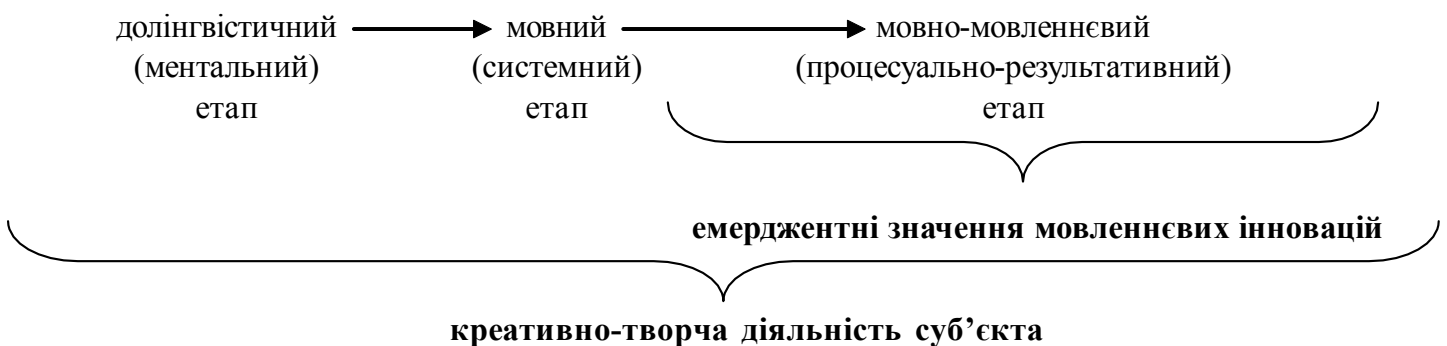 долінгвістичний мовний мовно-мовленнєвий
(ментальний) (системний) (процесуально-результативний)
етап етап етап
емерджентні значення мовленнєвих інновацій
креативно-творча діяльність суб’єкта